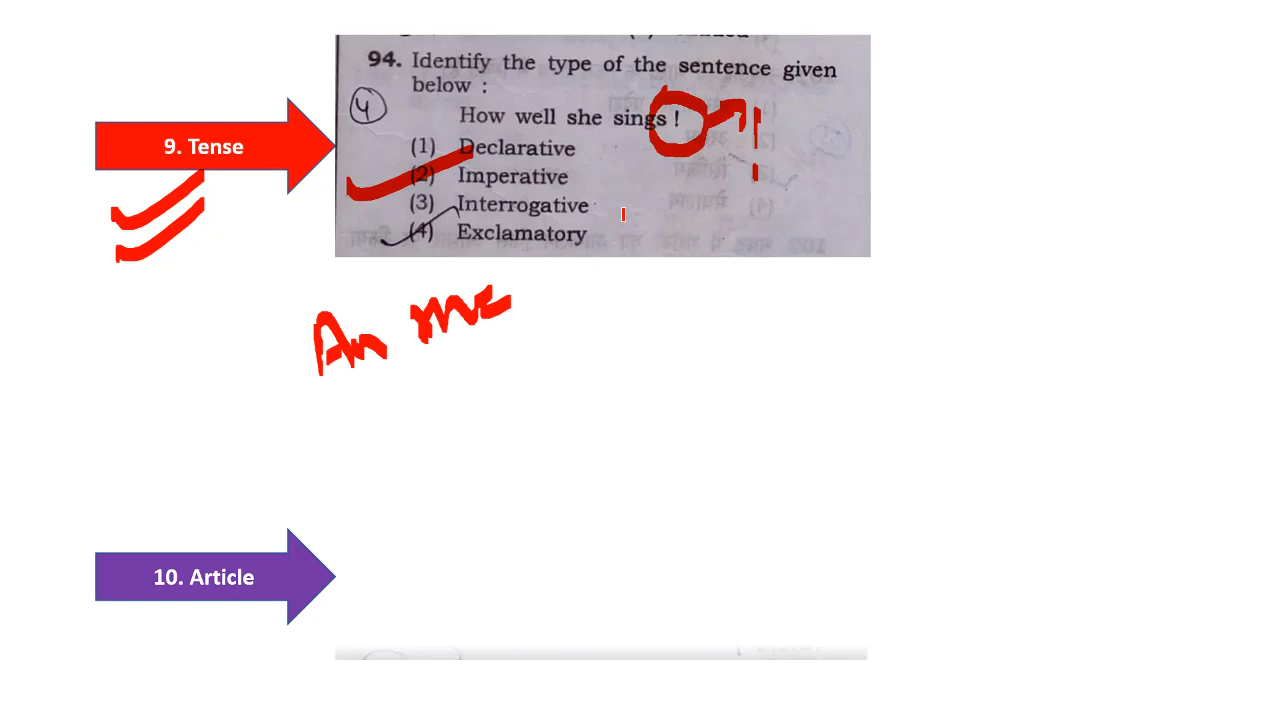 94. Identify the type of the sentence given
below :
4
How well she sings !
9. Tense
(1) Declarative
(2) Imperative
(3) Interrogative
(4) Exclamatory
An
10. Article